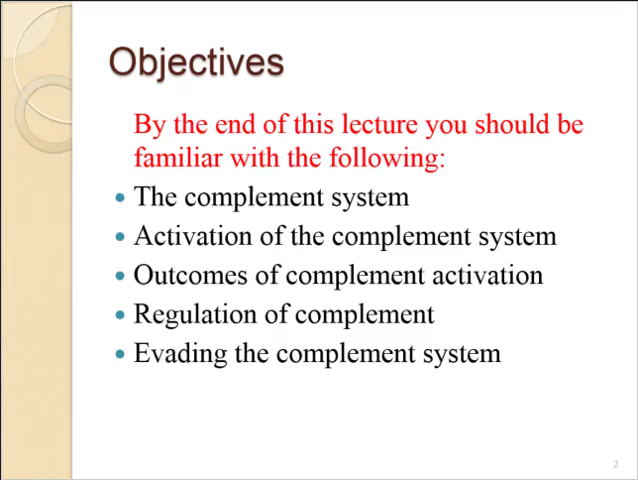 Objectives
By the end of this lecture you should be
familiar with the following:
• The complement system
• Activation of the complement system
• Outcomes of complement activation
• Regulation of complement
• Evading the complement system
2